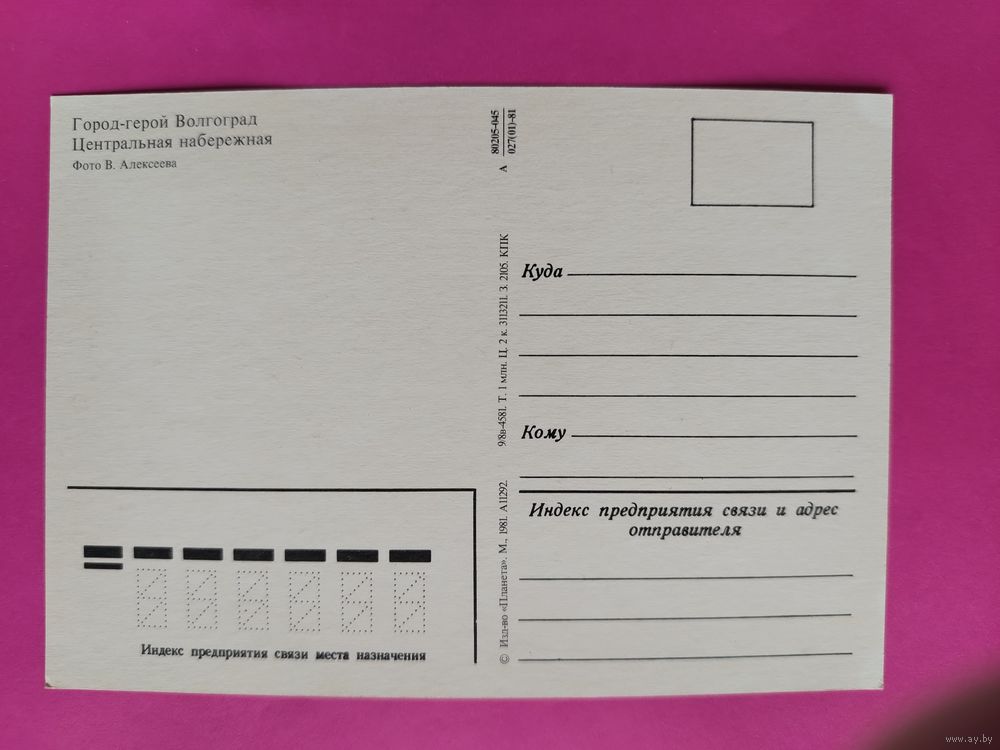 Город-герой Волгоград
Центральная набережная
Фото В. Алексеева
А 80205-045
027(01)-81
© Изд-во «Планета». М., 1981. А11292.
9/8в-4581. Т. 1 млн. Ц. 2 к. 3113211. З. 2105. КПК
Куда
Кому
Индекс предприятия связи и адрес
отправителя
Индекс предприятия связи места назначения
www.ay.by